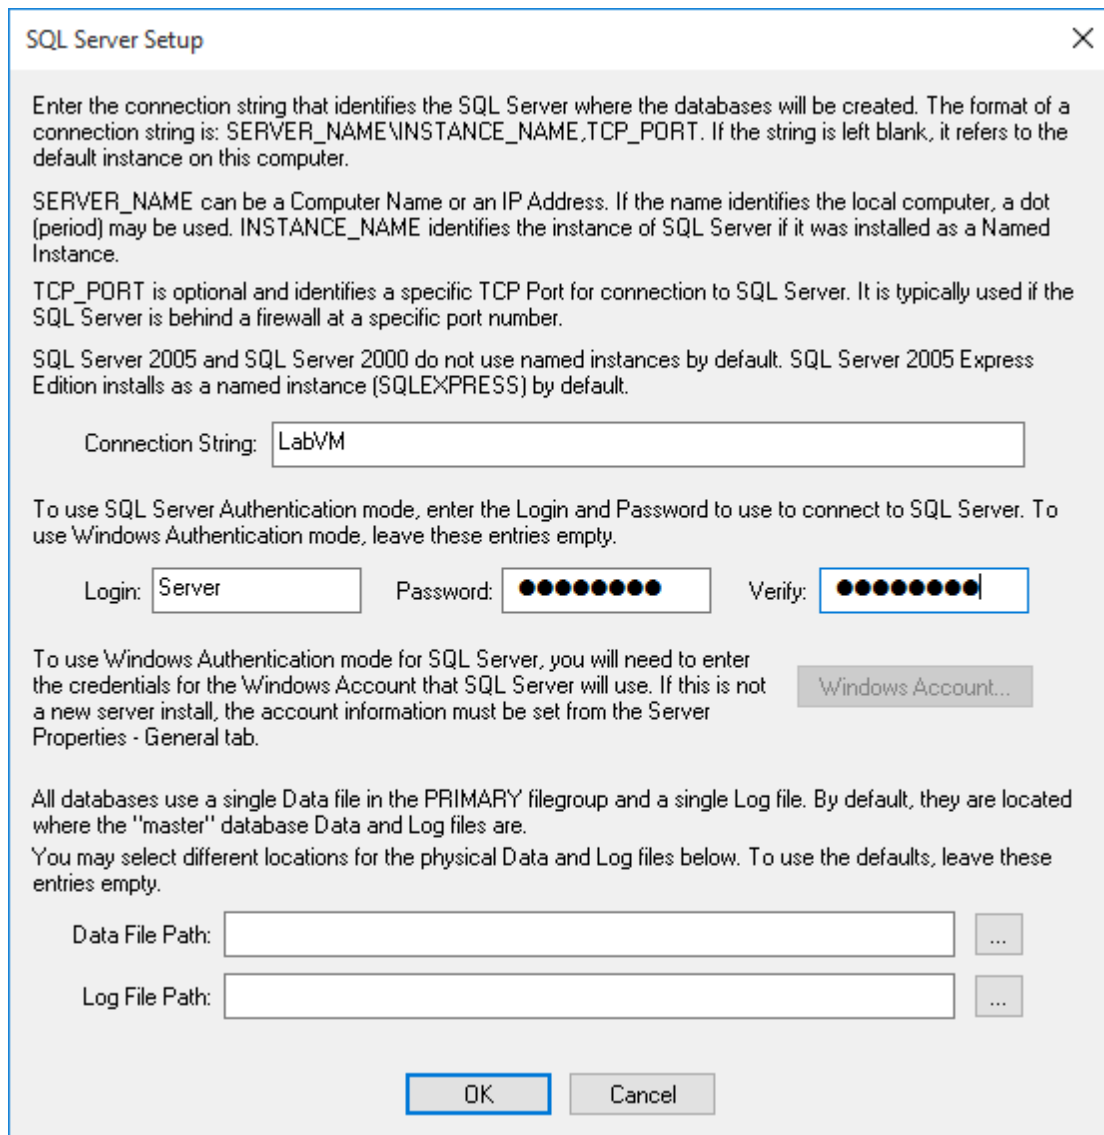 SQL Server Setup
Enter the connection string that identifies the SQL Server where the databases will be created. The format of a
connection string is: SERVER_NAME\INSTANCE_NAME,TCP_PORT. If the string is left blank, it refers to the
default instance on this computer.
SERVER_NAME can be a Computer Name or an IP Address. If the name identifies the local computer, a dot
(period) may be used. INSTANCE_NAME identifies the instance of SQL Server if it was installed as a Named
Instance.
TCP_PORT is optional and identifies a specific TCP Port for connection to SQL Server. It is typically used if the
SQL Server is behind a firewall at a specific port number.
SQL Server 2005 and SQL Server 2000 do not use named instances by default. SQL Server 2005 Express
Edition installs as a named instance (SQLEXPRESS) by default.
Connection String: LabVM
To use SQL Server Authentication mode, enter the Login and Password to use to connect to SQL Server. To
use Windows Authentication mode, leave these entries empty.
Login: Server Password: ●●●●●●●● Verify: ●●●●●●●●
To use Windows Authentication mode for SQL Server, you will need to enter
the credentials for the Windows Account that SQL Server will use. If this is not
a new server install, the account information must be set from the Server
Properties - General tab.
Windows Account...
All databases use a single Data file in the PRIMARY filegroup and a single Log file. By default, they are located
where the "master" database Data and Log files are.
You may select different locations for the physical Data and Log files below. To use the defaults, leave these
entries empty.
Data File Path: ...
Log File Path: ...
OK Cancel